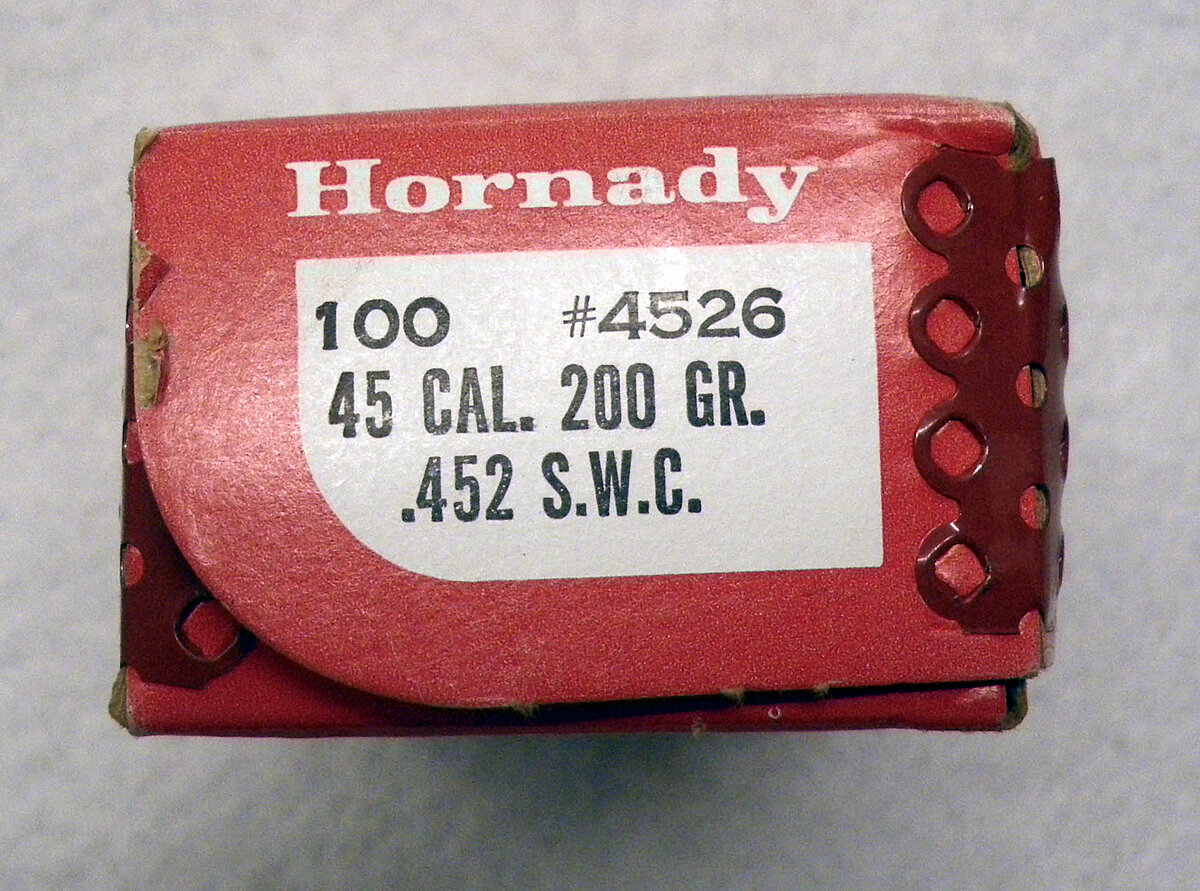 Hornady
100 #4526
45 CAL. 200 GR.
.452 S.W.C.